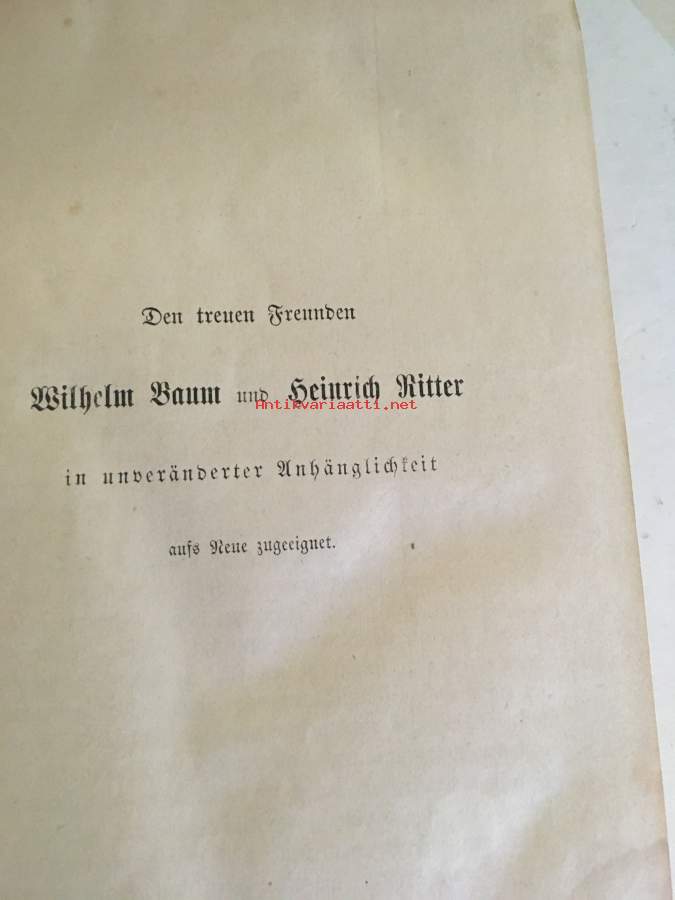 Den treuen Freunden
Wilhelm Baum und Heinrich Ritter
Antikvariaatti.net
in unveränderter Anhänglichkeit
aufs Neue zugeeignet.